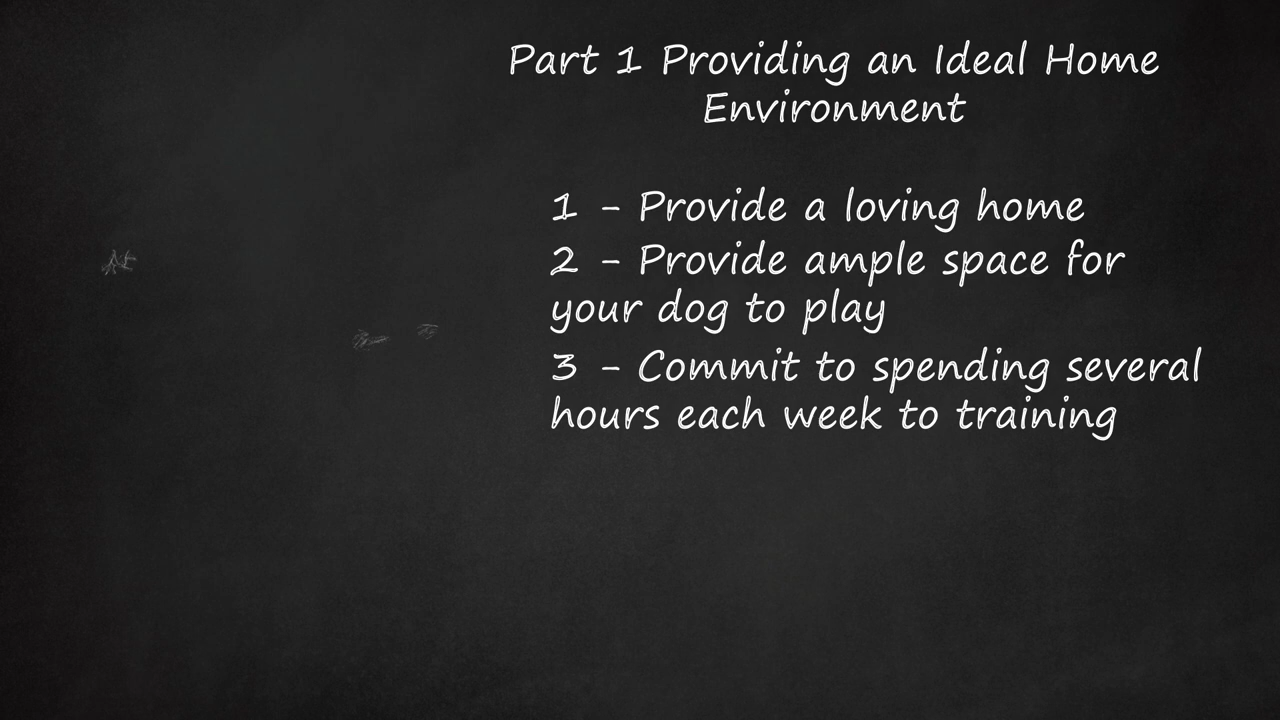 Part 1 Providing an Ideal Home
Environment
1 - Provide a loving home
2 - Provide ample space for
your dog to play
3 - Commit to spending several
hours each week to training